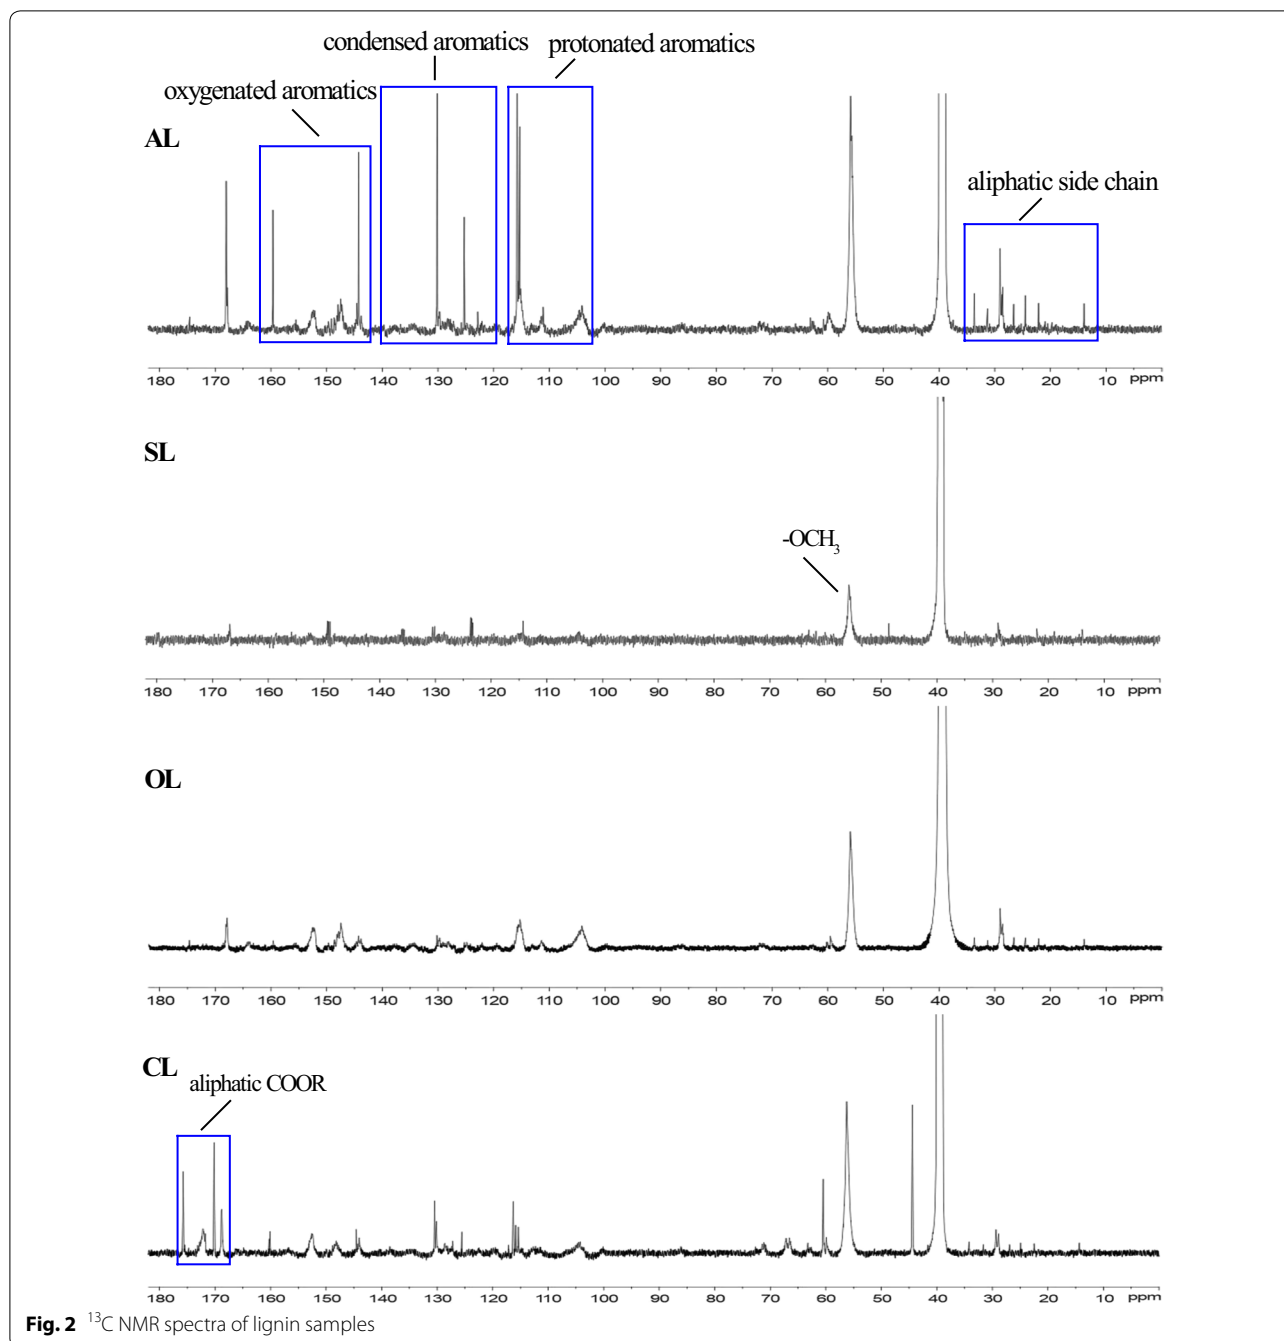 condensed aromatics
protonated aromatics
oxygenated aromatics
AL
aliphatic side chain
180 170 160 150 140 130 120 110 100 90 80 70 60 50 40 30 20 10 ppm
SL
-OCH3
180 170 160 150 140 130 120 110 100 90 80 70 60 50 40 30 20 10 ppm
OL
180 170 160 150 140 130 120 110 100 90 80 70 60 50 40 30 20 10 ppm
CL
aliphatic COOR
180 170 160 150 140 130 120 110 100 90 80 70 60 50 40 30 20 10 ppm
Fig. 2 13C NMR spectra of lignin samples